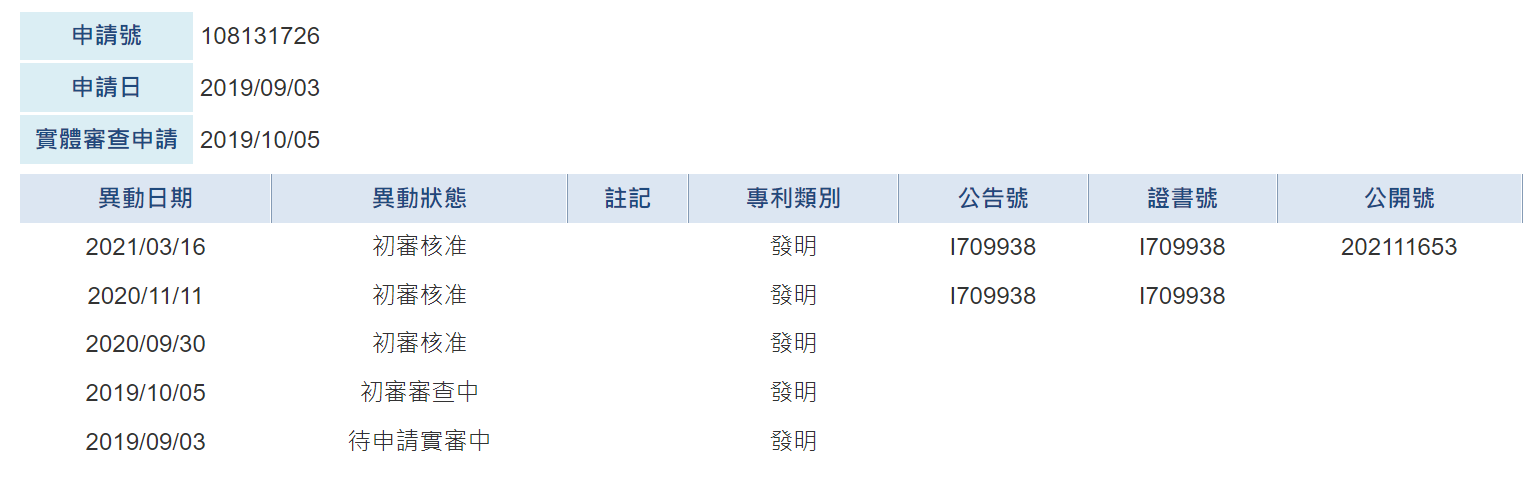 申請號 108131726
申請日 2019/09/03
實體審查申請 2019/10/05
異動日期 異動狀態 註記 專利類別 公告號 證書號 公開號
2021/03/16 初審核准 發明 I709938 I709938 202111653
2020/11/11 初審核准 發明 I709938 I709938
2020/09/30 初審核准 發明
2019/10/05 初審審查中 發明
2019/09/03 待申請實審中 發明